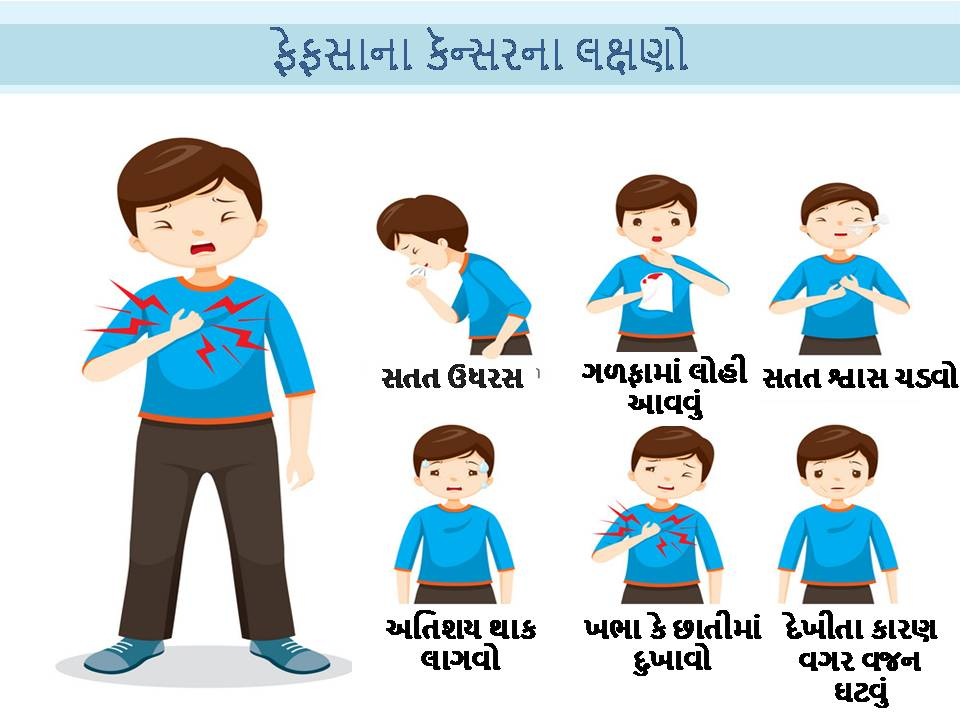 ફેફસાના કૅન્સરના લક્ષણો
સતત ઉધરસ
ગળફામાં લોહી
આવવું
સતત શ્વાસ ચડવો
અતિશય થાક
લાગવો
ખભા કે છાતીમાં
દુખાવો
દેખીતા કારણ
વગર વજન
ઘટવું